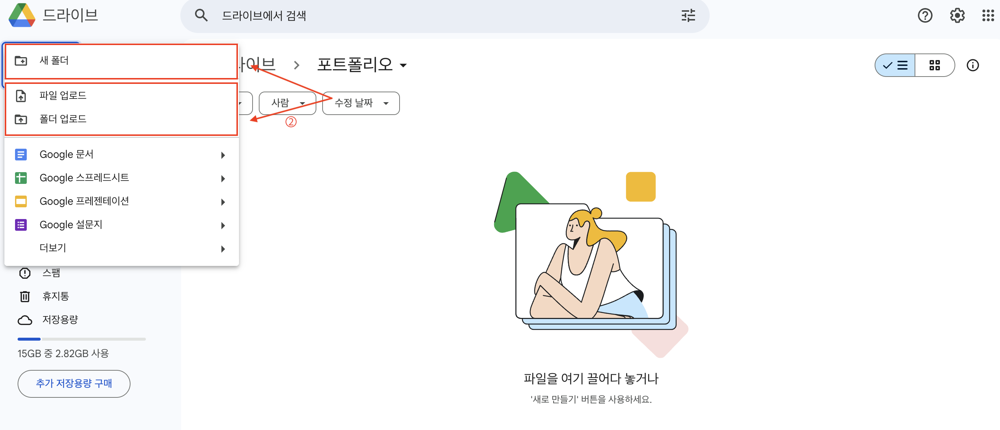 드라이브
드라이브에서 검색
새 폴더
파일 업로드
폴더 업로드
Google 문서
Google 스프레드시트
Google 프레젠테이션
Google 설문지
더보기
이브 > 포트폴리오
사람
수정 날짜
②
스팸
휴지통
저장용량
15GB 중 2.82GB 사용
추가 저장용량 구매
파일을 여기 끌어다 놓거나
'새로 만들기' 버튼을 사용하세요.